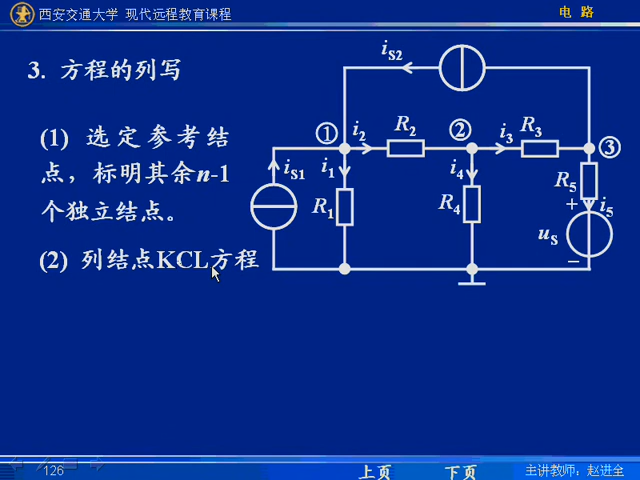 西安交通大学 现代远程教育课程
电 路
3. 方程的列写
(1) 选定参考结
点，标明其余n-1
个独立结点。
(2) 列结点KCL方程
iS2
① i2 R2 ② i3 R3 ③
iS1 i1 i4 R5
R1 R4 + i5
uS
−
126
上页 下页
主讲教师：赵进全